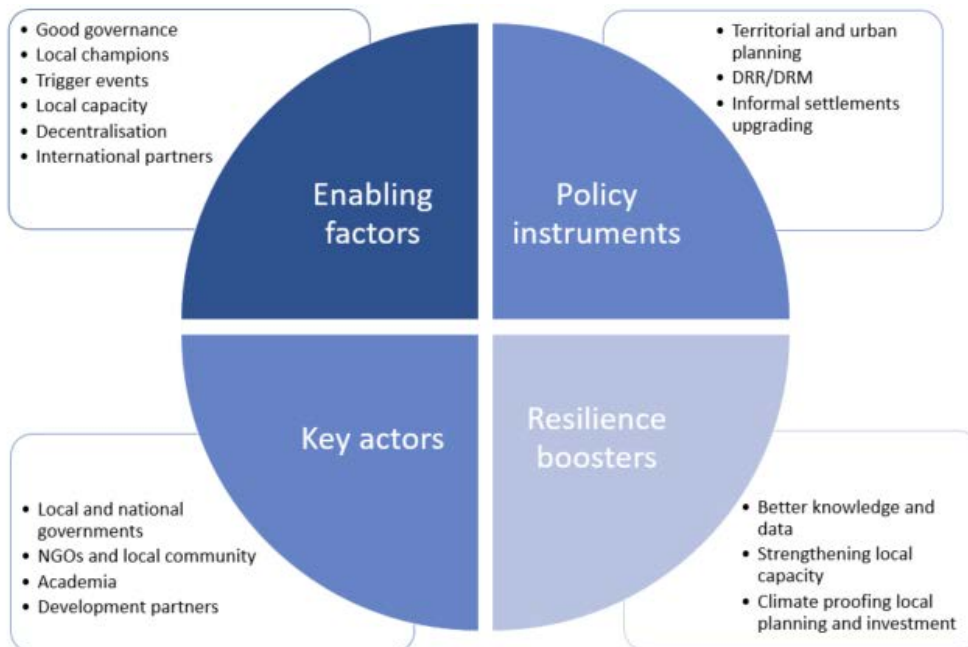 • Good governance
• Local champions
• Trigger events
• Local capacity
• Decentralisation
• International partners
• Territorial and urban
planning
• DRR/DRM
• Informal settlements
upgrading
Enabling
factors
Policy
instruments
Key actors
Resilience
boosters
• Local and national
governments
• NGOs and local community
• Academia
• Development partners
• Better knowledge and
data
• Strengthening local
capacity
• Climate proofing local
planning and investment